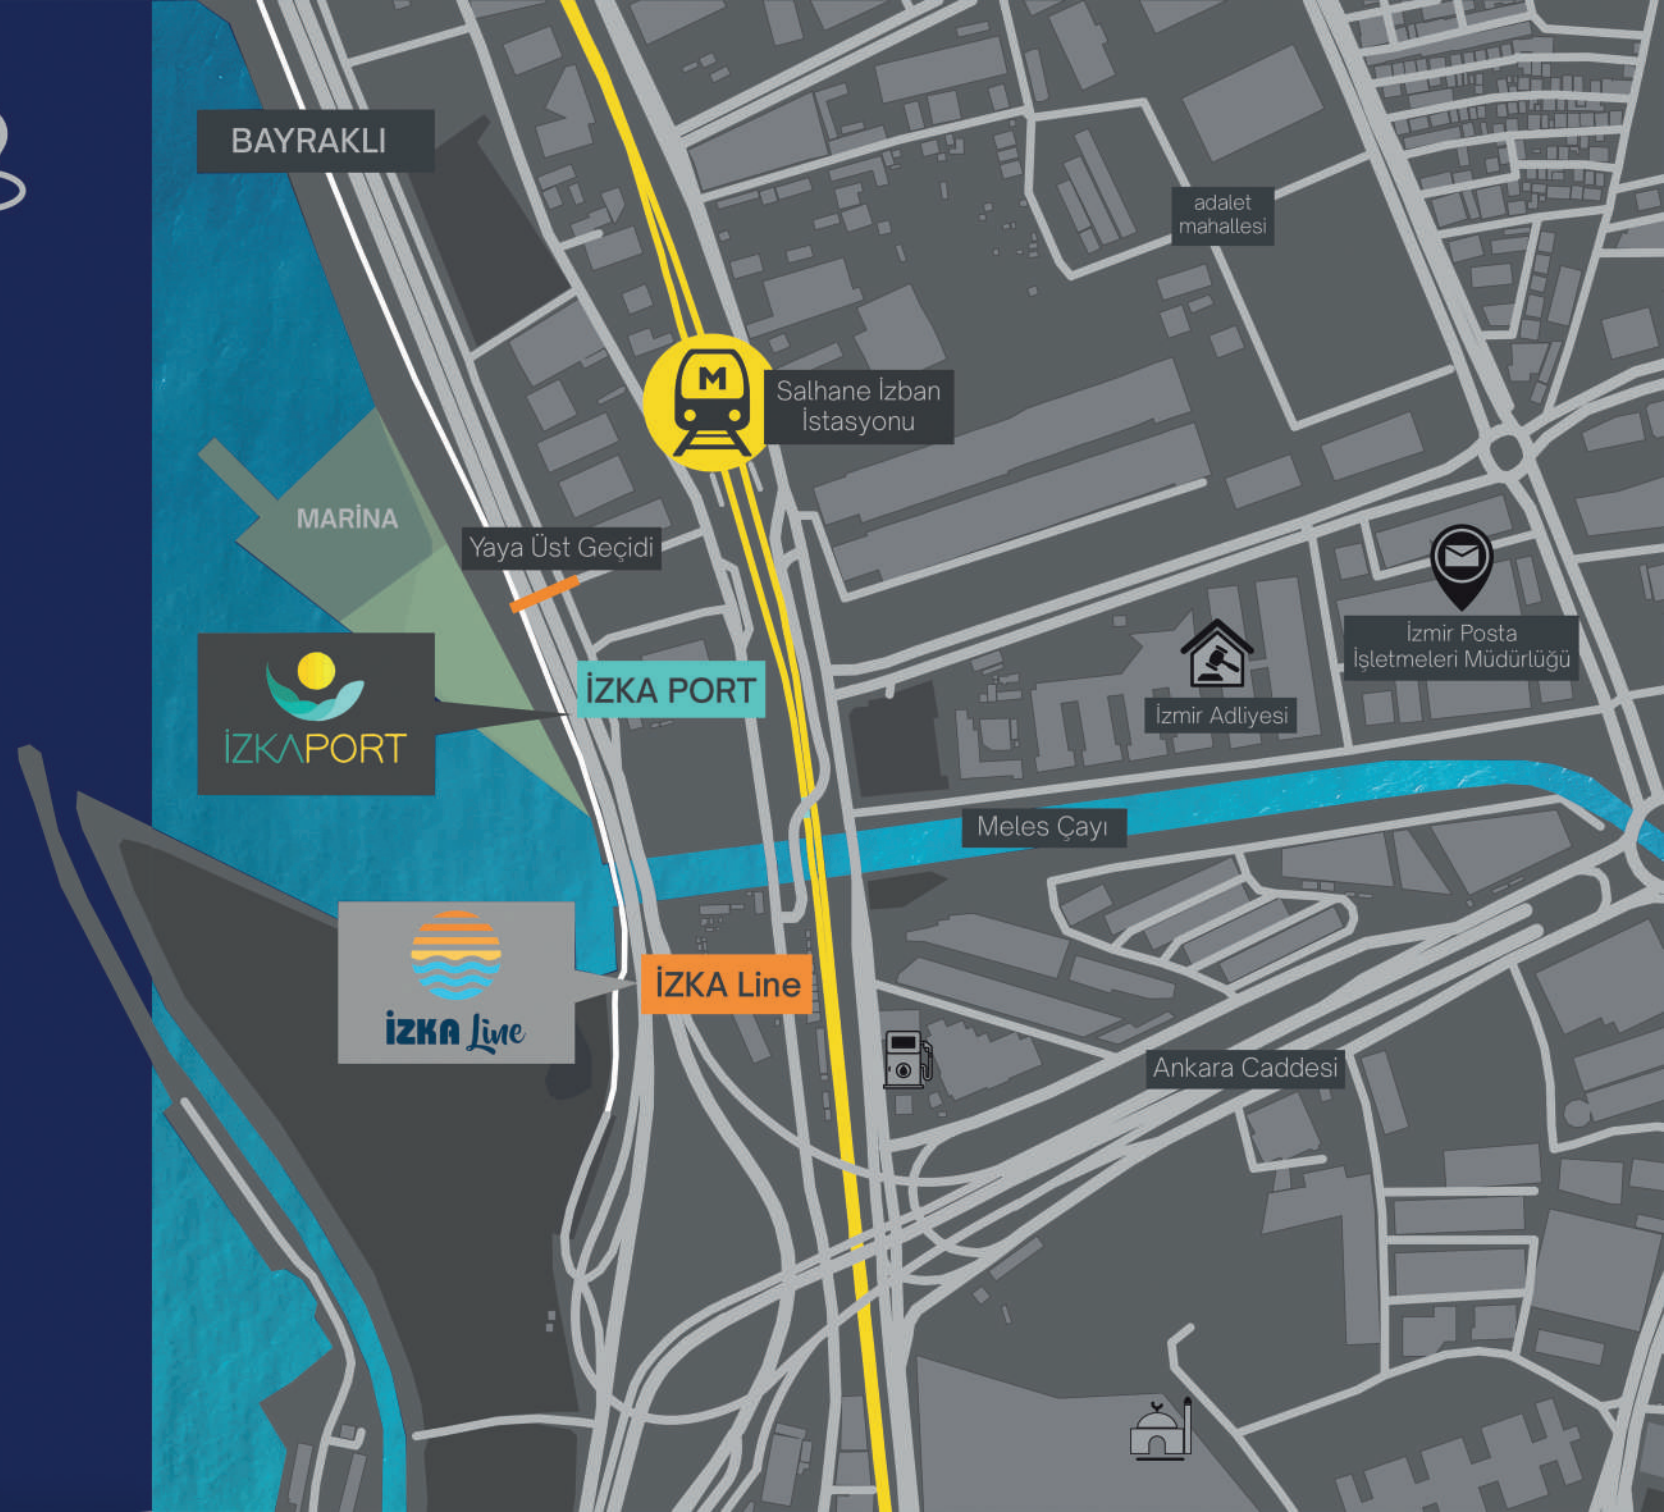 BAYRAKLI
adalet
mahallesi
M
Salhane İzban
İstasyonu
MARİNA
Yaya Üst Geçidi
İzmir Posta
İşletmeleri Müdürlüğü
İZKA PORT
İzmir Adliyesi
İZKAPORT
Meles Çayı
İZKA Line
İZKA Line
Ankara Caddesi